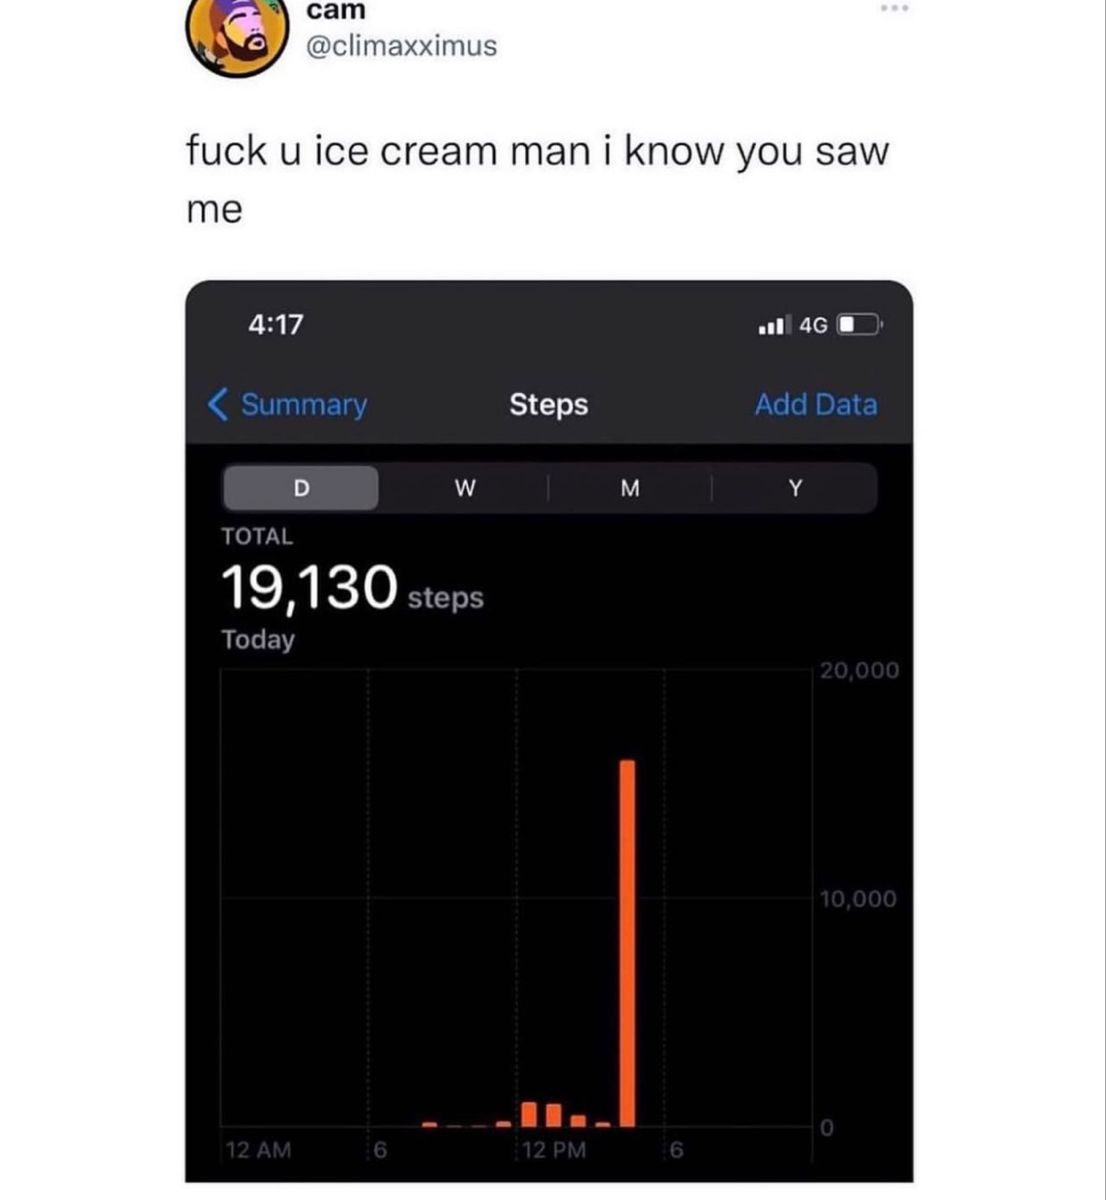 cam
@climaxximus
fuck u ice cream man i know you saw
me
4:17
4G
Summary
Steps
Add Data
D
W
M
Y
TOTAL
19,130 steps
Today
20,000
10,000
0
12 AM
6
12 PM
6